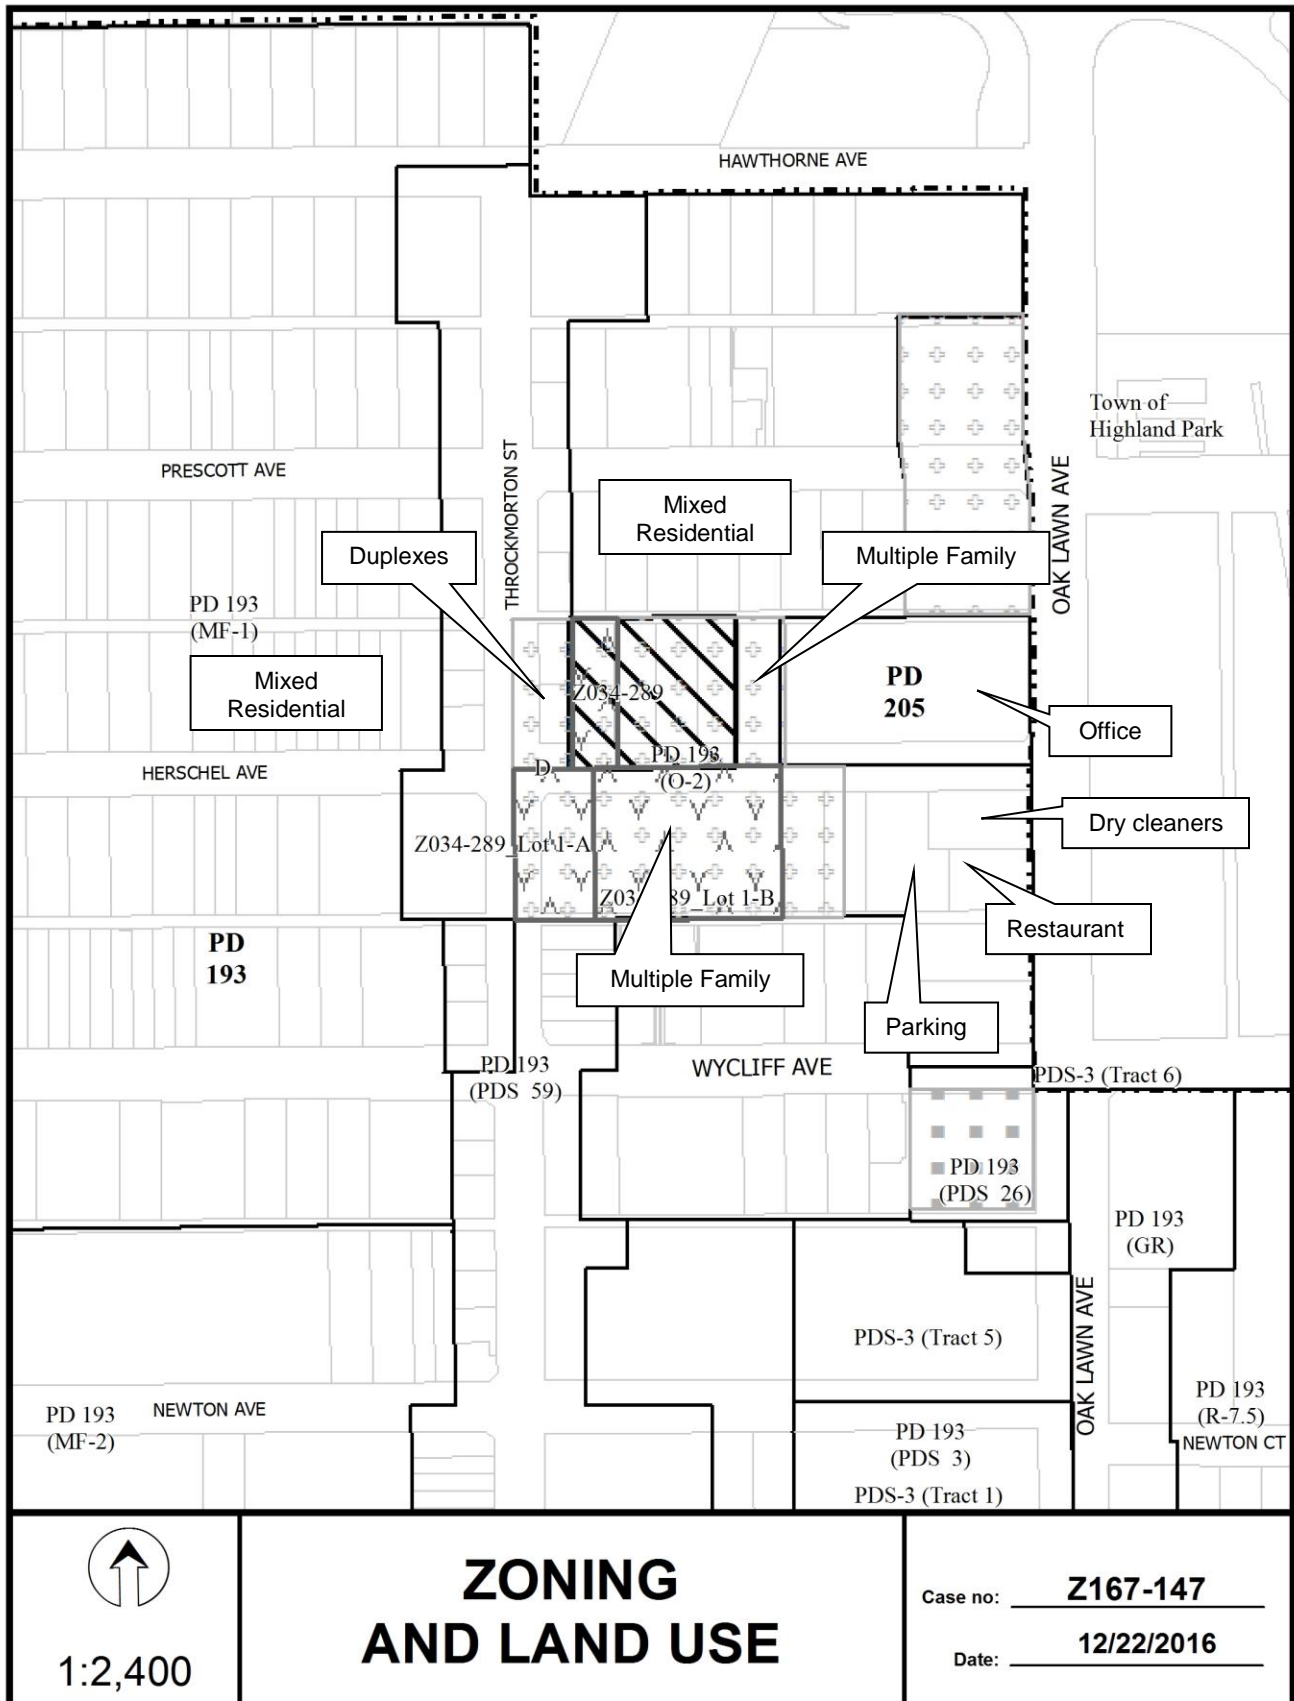 HAWTHORNE AVE
Town of
Highland Park
PRESCOTT AVE
THROCKMORTON ST
OAK LAWN AVE
Mixed
Residential
Duplexes
Multiple Family
PD 193
(MF-1)
Mixed
Residential
Z034-289
PD
205
Office
PD 193
(O-2)
HERSCHEL AVE
D
Dry cleaners
Z034-289_Lot 1-A
Z03 89_Lot 1-B
Restaurant
PD
193
Multiple Family
Parking
PD 193
(PDS 59)
WYCLIFF AVE
PDS-3 (Tract 6)
PD 193
(PDS 26)
PD 193
(GR)
OAK LAWN AVE
PDS-3 (Tract 5)
PD 193
(R-7.5)
PD 193
(MF-2)
NEWTON AVE
PD 193
(PDS 3)
NEWTON CT
PDS-3 (Tract 1)
1:2,400
ZONING
AND LAND USE
Case no: Z167-147
Date: 12/22/2016